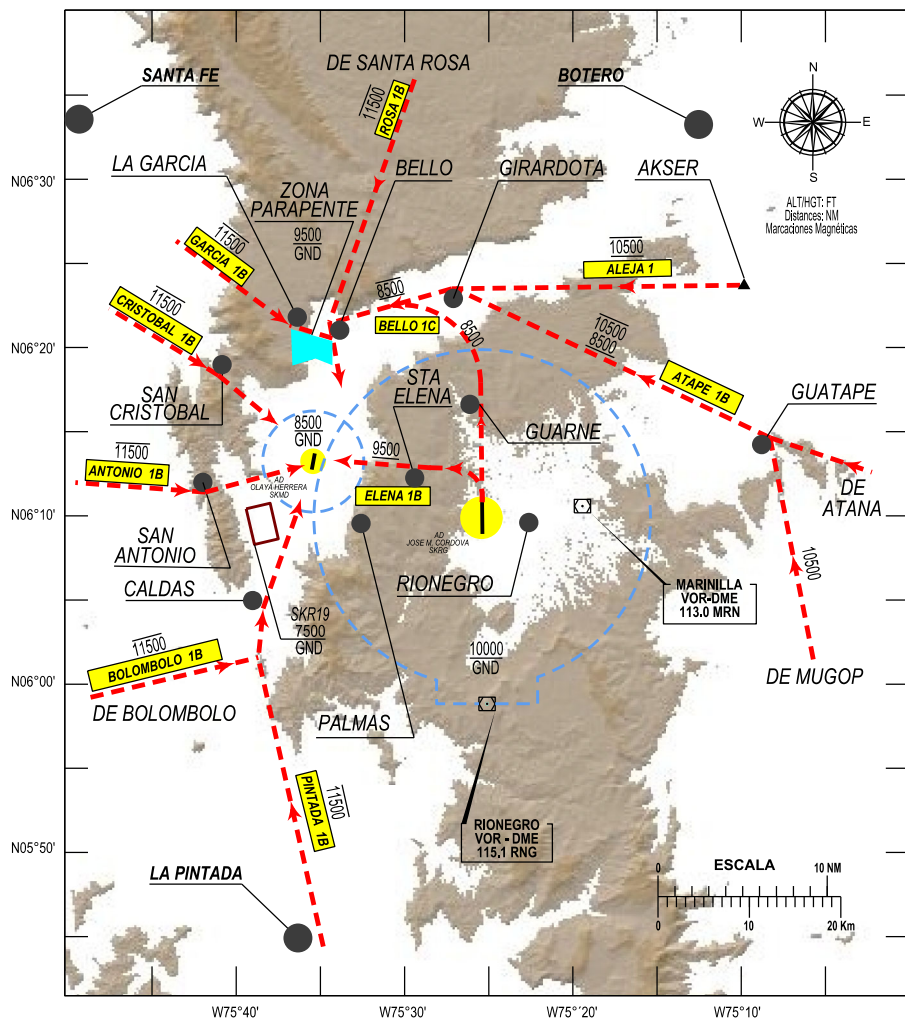 SANTA FE
DE SANTA ROSA
BOTERO
11500
ROSA 1B
N
W
E
S
LA GARCIA
ZONA
PARAPENTE
BELLO
GIRARDOTA
AKSER
N06°30'
ALT/HGT: FT
Distances: NM
Marcaciones Magnéticas
11500
GARCIA 1B
9500
GND
10500
ALEJA 1
11500
CRISTOBAL 1B
8500
BELLO 1C
8500
10500
8500
N06°20'
STA
ELENA
ATAPE 1B
GUATAPE
SAN
CRISTOBAL
8500
GND
GUARNE
9500
11500
ANTONIO 1B
AD
OLAYA HERRERA
SKMD
ELENA 1B
DE
ATANA
N06°10'
SAN
ANTONIO
AD
JOSE M. CORDOVA
SKRG
RIONEGRO
10500
CALDAS
MARINILLA
VOR-DME
113.0 MRN
SKR19
7500
GND
11500
BOLOMBOLO 1B
10000
GND
N06°00'
DE MUGOP
DE BOLOMBOLO
PALMAS
PINTADA 1B
11500
RIONEGRO
VOR - DME
115.1 RNG
N05°50'
LA PINTADA
ESCALA
0
10 NM
0
10
20 Km
W75°40'
W75°30'
W75°20'
W75°10'